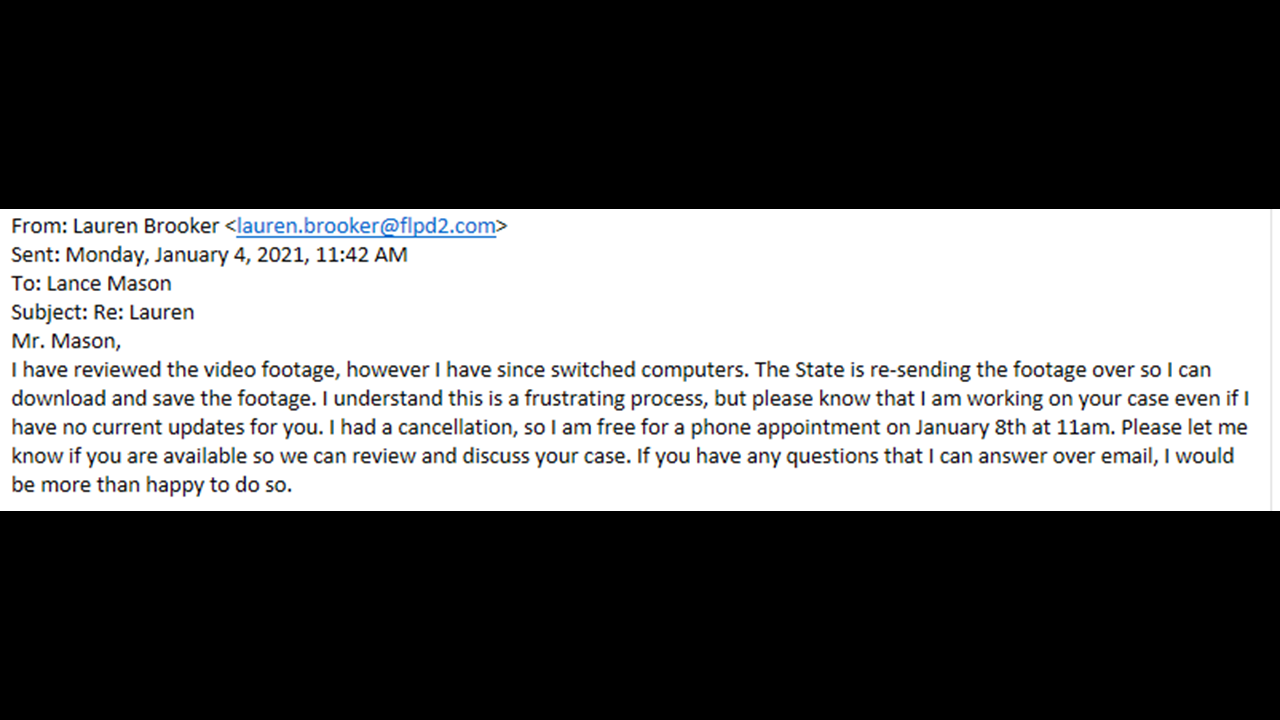 From: Lauren Brooker <lauren.brooker@flpd2.com>
Sent: Monday, January 4, 2021, 11:42 AM
To: Lance Mason
Subject: Re: Lauren
Mr. Mason,
I have reviewed the video footage, however I have since switched computers. The State is re-sending the footage over so I can
download and save the footage. I understand this is a frustrating process, but please know that I am working on your case even if I
have no current updates for you. I had a cancellation, so I am free for a phone appointment on January 8th at 11am. Please let me
know if you are available so we can review and discuss your case. If you have any questions that I can answer over email, I would
be more than happy to do so.